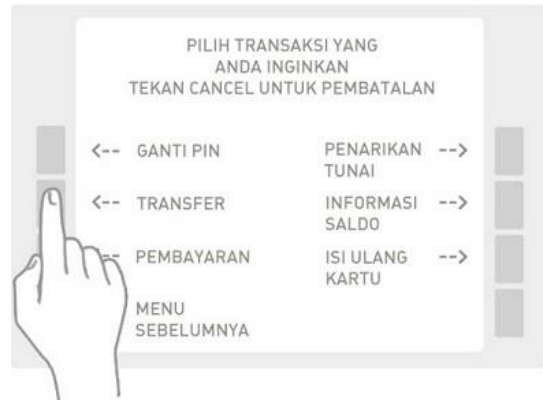 PILIH TRANSAKSI YANG
ANDA INGINKAN
TEKAN CANCEL UNTUK PEMBATALAN
<-- GANTI PIN
PENARIKAN -->
TUNAI
<-- TRANSFER
INFORMASI -->
SALDO
-- PEMBAYARAN
ISI ULANG -->
KARTU
MENU
SEBELUMNYA